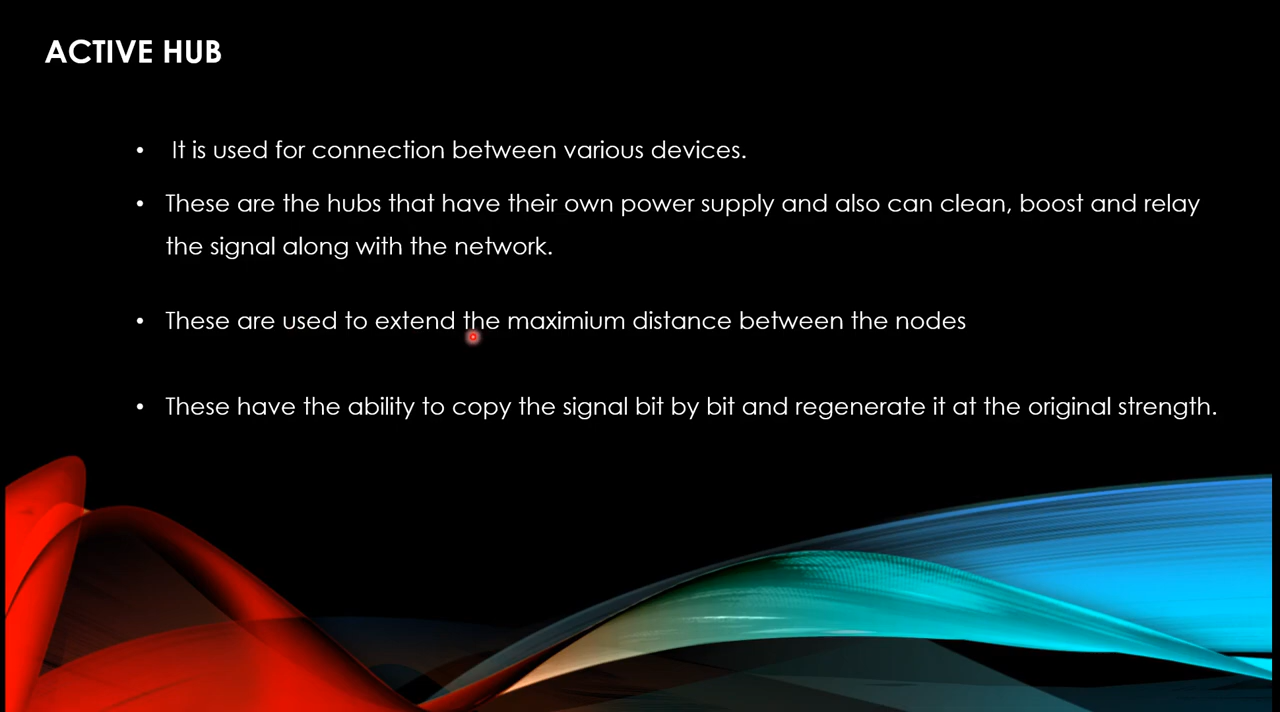 ACTIVE HUB
• It is used for connection between various devices.
• These are the hubs that have their own power supply and also can clean, boost and relay
the signal along with the network.
• These are used to extend the maximium distance between the nodes
• These have the ability to copy the signal bit by bit and regenerate it at the original strength.